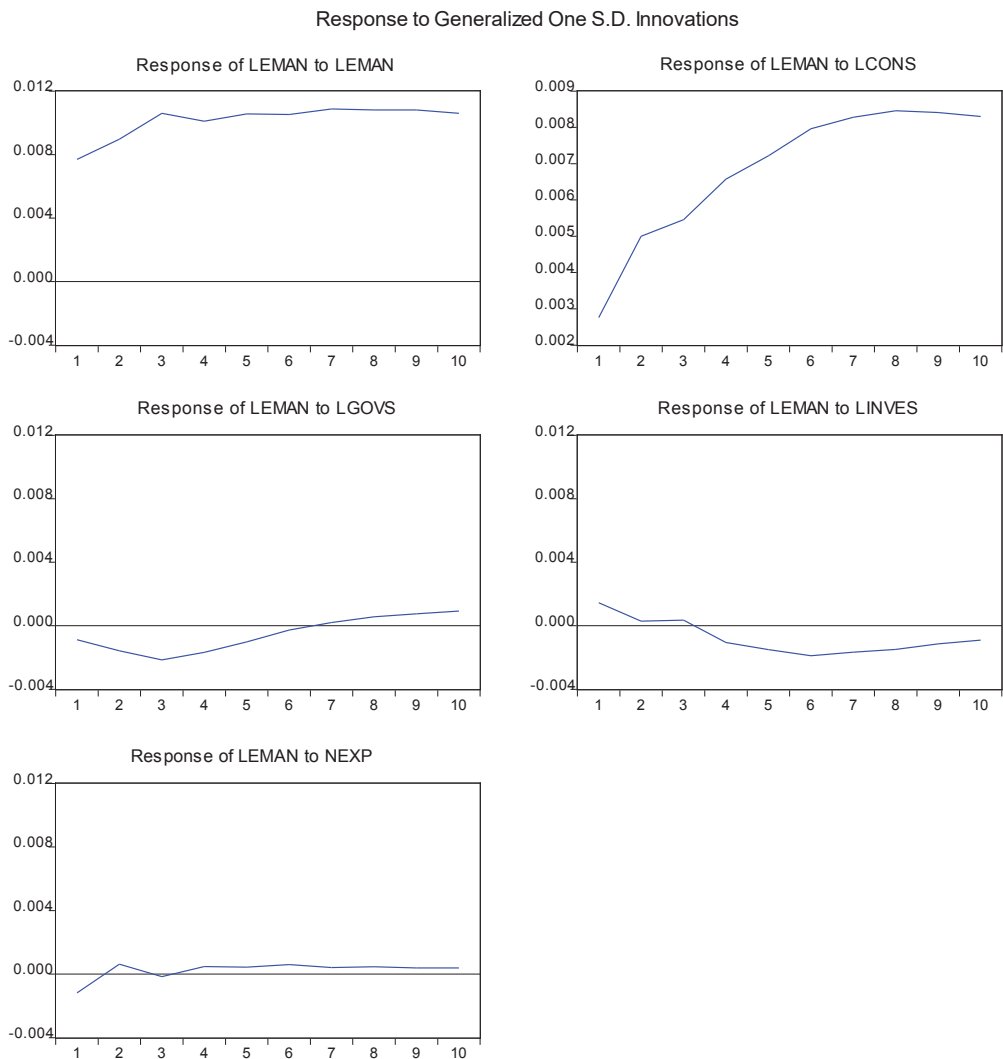 Response to Generalized One S.D. Innovations
Response of LEMAN to LEMAN
0.012
0.008
0.004
0.000
-0.004
1 2 3 4 5 6 7 8 9 10
Response of LEMAN to LCONS
0.009
0.008
0.007
0.006
0.005
0.004
0.003
0.002
1 2 3 4 5 6 7 8 9 10
Response of LEMAN to LGOVS
0.012
0.008
0.004
0.000
-0.004
1 2 3 4 5 6 7 8 9 10
Response of LEMAN to LINVES
0.012
0.008
0.004
0.000
-0.004
1 2 3 4 5 6 7 8 9 10
Response of LEMAN to NEXP
0.012
0.008
0.004
0.000
-0.004
1 2 3 4 5 6 7 8 9 10